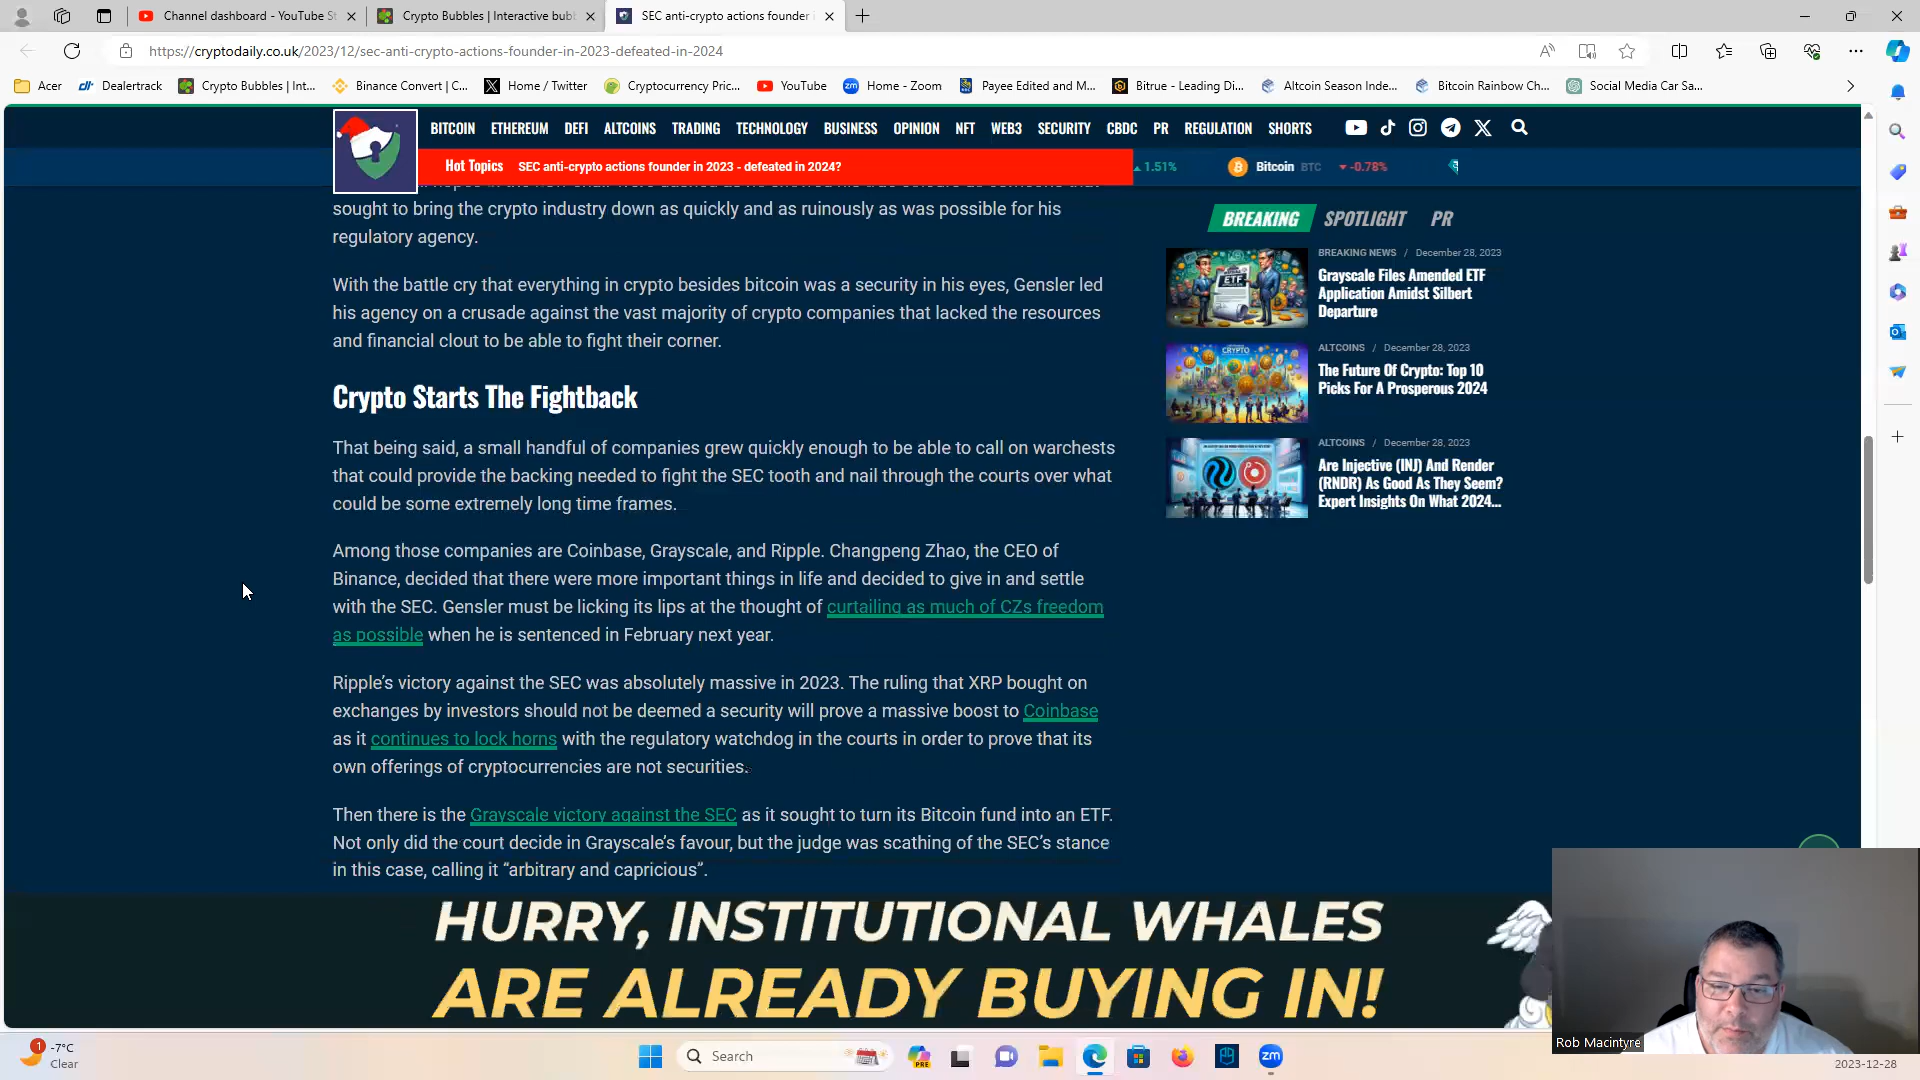 Channel dashboard - YouTube St
Crypto Bubbles | Interactive bubb
SEC anti-crypto actions founder i
https://cryptodaily.co.uk/2023/12/sec-anti-crypto-actions-founder-in-2023-defeated-in-2024
Acer
Dealertrack
Crypto Bubbles | Int...
Binance Convert | C...
Home / Twitter
Cryptocurrency Pric...
YouTube
Home - Zoom
Payee Edited and M...
Bitrue - Leading Di...
Altcoin Season Inde...
Bitcoin Rainbow Ch...
Social Media Car Sa...
BITCOIN ETHEREUM DEFI ALTCOINS TRADING TECHNOLOGY BUSINESS OPINION NFT WEB3 SECURITY CBDC PR REGULATION SHORTS
Hot Topics SEC anti-crypto actions founder in 2023 - defeated in 2024?
1.51%
Bitcoin BTC -0.78%
sought to bring the crypto industry down as quickly and as ruinously as was possible for his
regulatory agency.
With the battle cry that everything in crypto besides bitcoin was a security in his eyes, Gensler led
his agency on a crusade against the vast majority of crypto companies that lacked the resources
and financial clout to be able to fight their corner.
Crypto Starts The Fightback
That being said, a small handful of companies grew quickly enough to be able to call on warchests
that could provide the backing needed to fight the SEC tooth and nail through the courts over what
could be some extremely long time frames.
Among those companies are Coinbase, Grayscale, and Ripple. Changpeng Zhao, the CEO of
Binance, decided that there were more important things in life and decided to give in and settle
with the SEC. Gensler must be licking its lips at the thought of curtailing as much of CZs freedom
as possible when he is sentenced in February next year.
Ripple's victory against the SEC was absolutely massive in 2023. The ruling that XRP bought on
exchanges by investors should not be deemed a security will prove a massive boost to Coinbase
as it continues to lock horns with the regulatory watchdog in the courts in order to prove that its
own offerings of cryptocurrencies are not securities.
Then there is the Grayscale victory against the SEC as it sought to turn its Bitcoin fund into an ETF.
Not only did the court decide in Grayscale's favour, but the judge was scathing of the SEC's stance
in this case, calling it "arbitrary and capricious".
BREAKING SPOTLIGHT PR
BREAKING NEWS / December 28, 2023
Grayscale Files Amended ETF
Application Amidst Silbert
Departure
ALTCOINS / December 28, 2023
The Future Of Crypto: Top 10
Picks For A Prosperous 2024
ALTCOINS / December 28, 2023
Are Injective (INJ) And Render
(RNDR) As Good As They Seem?
Expert Insights On What 2024...
HURRY, INSTITUTIONAL WHALES
ARE ALREADY BUYING IN!
Rob Macintyre
1
-7°C
Clear
Search
PRE
zm
2023-12-28